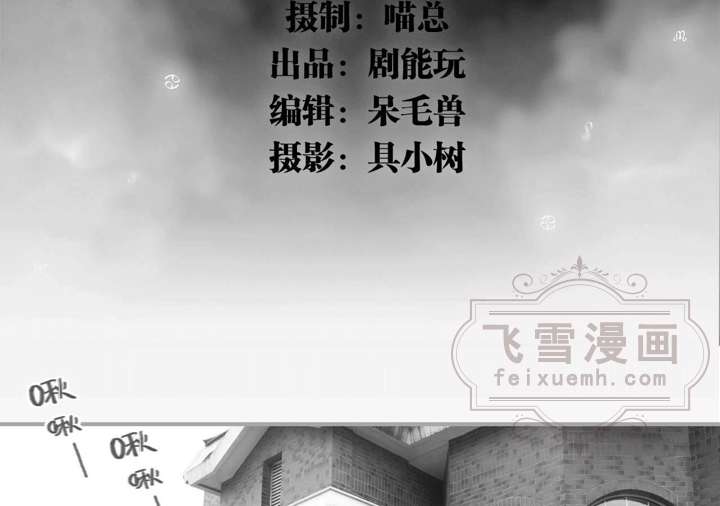 摄制：喵总
出品：剧能玩
编辑：呆毛兽
摄影：具小树
飞雪漫画
feixuemh.com
啾
啾
啾
啾